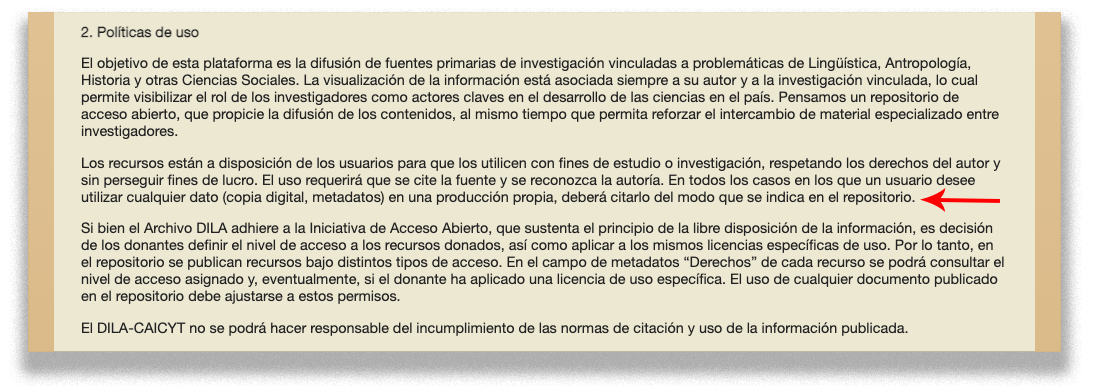 2. Políticas de uso
El objetivo de esta plataforma es la difusión de fuentes primarias de investigación vinculadas a problemáticas de Lingüística, Antropología,
Historia y otras Ciencias Sociales. La visualización de la información está asociada siempre a su autor y a la investigación vinculada, lo cual
permite visibilizar el rol de los investigadores como actores claves en el desarrollo de las ciencias en el país. Pensamos un repositorio de
acceso abierto, que propicie la difusión de los contenidos, al mismo tiempo que permita reforzar el intercambio de material especializado entre
investigadores.
Los recursos están a disposición de los usuarios para que los utilicen con fines de estudio o investigación, respetando los derechos del autor y
sin perseguir fines de lucro. El uso requerirá que se cite la fuente y se reconozca la autoría. En todos los casos en los que un usuario desee
utilizar cualquier dato (copia digital, metadatos) en una producción propia, deberá citarlo del modo que se indica en el repositorio.
Si bien el Archivo DILA adhiere a la Iniciativa de Acceso Abierto, que sustenta el principio de la libre disposición de la información, es decisión
de los donantes definir el nivel de acceso a los recursos donados, así como aplicar a los mismos licencias específicas de uso. Por lo tanto, en
el repositorio se publican recursos bajo distintos tipos de acceso. En el campo de metadatos “Derechos” de cada recurso se podrá consultar el
nivel de acceso asignado y, eventualmente, si el donante ha aplicado una licencia de uso específica. El uso de cualquier documento publicado
en el repositorio debe ajustarse a estos permisos.
El DILA-CAICYT no se podrá hacer responsable del incumplimiento de las normas de citación y uso de la información publicada.